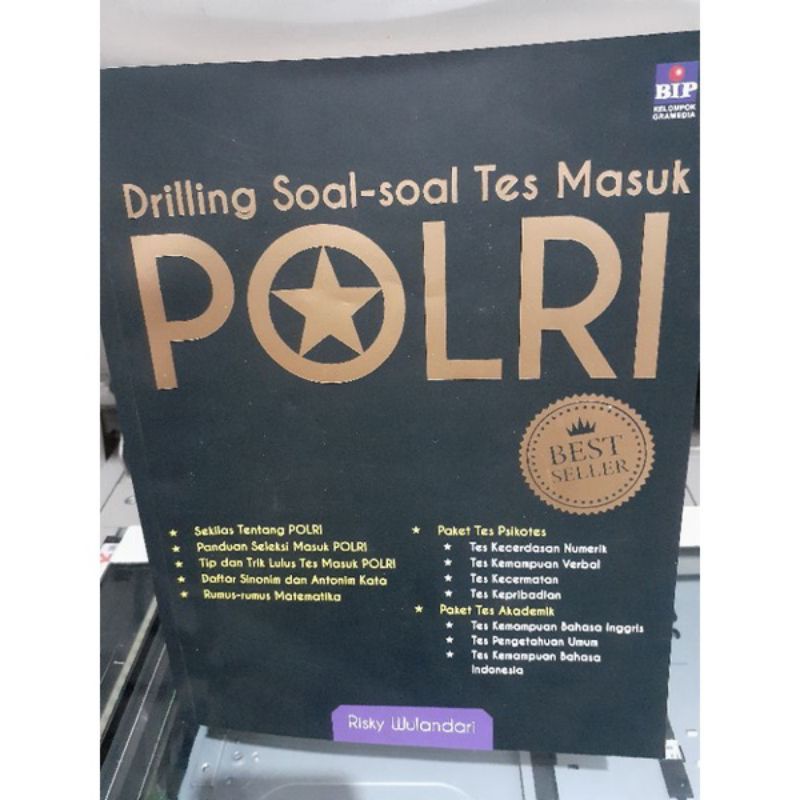 BIP
KELOMPOK
GRAMEDIA
Drilling Soal-soal Tes Masuk
POLRI
BEST
SELLER
Sekilas Tentang POLRI
Panduan Seleksi Masuk POLRI
Tip dan Trik Lulus Tes Masuk POLRI
Daftar Sinonim dan Antonim Kata
Rumus-rumus Matematika
Paket Tes Psikotes
Tes Kecerdasan Numerik
Tes Kemampuan Verbal
Tes Kecermatan
Tes Kepribadian
Paket Tes Akademik
Tes Kemampuan Bahasa Inggris
Tes Pengetahuan Umum
Tes Kemampuan Bahasa
Indonesia
Risky Wulandari